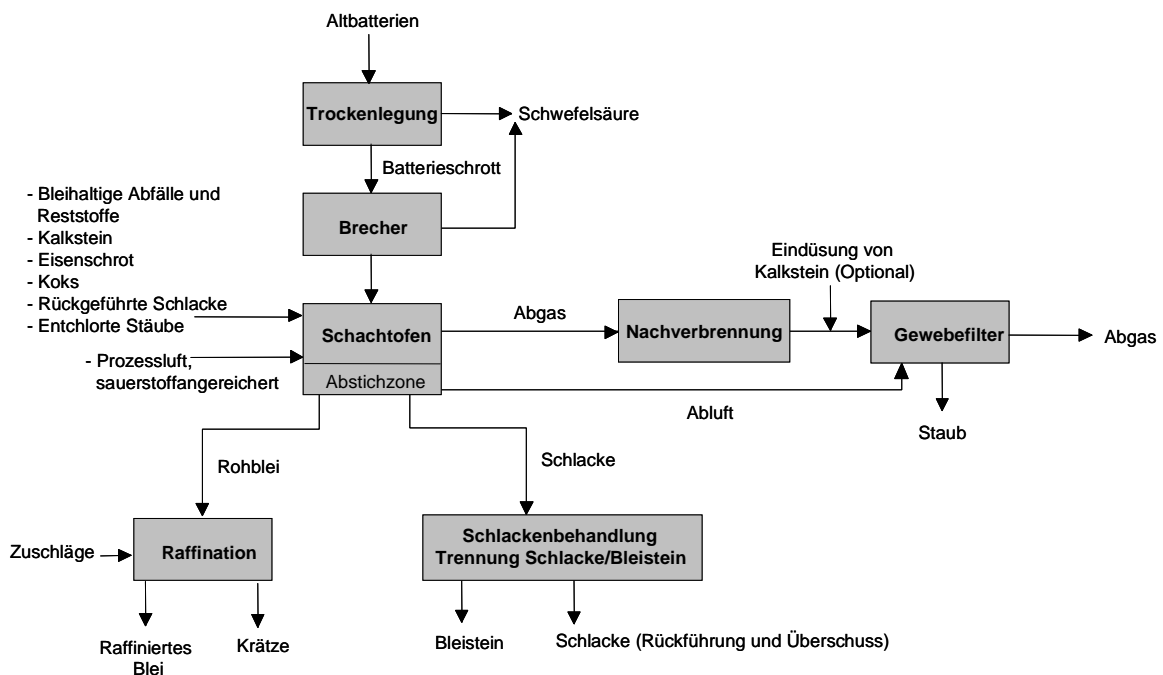 Altbatterien
Trockenlegung
Schwefelsäure
Batterieschrott
- Bleihaltige Abfälle und
Reststoffe
- Kalkstein
- Eisenschrot
- Koks
- Rückgeführte Schlacke
- Entchlorte Stäube
Brecher
Eindüsung von
Kalkstein (Optional)
Schachtofen
Abgas
Nachverbrennung
Gewebefilter
Abgas
- Prozessluft,
sauerstoffangereichert
Abstichzone
Abluft
Staub
Rohblei
Schlacke
Zuschläge
Raffination
Schlackenbehandlung
Trennung Schlacke/Bleistein
Raffiniertes
Blei
Krätze
Bleistein
Schlacke (Rückführung und Überschuss)